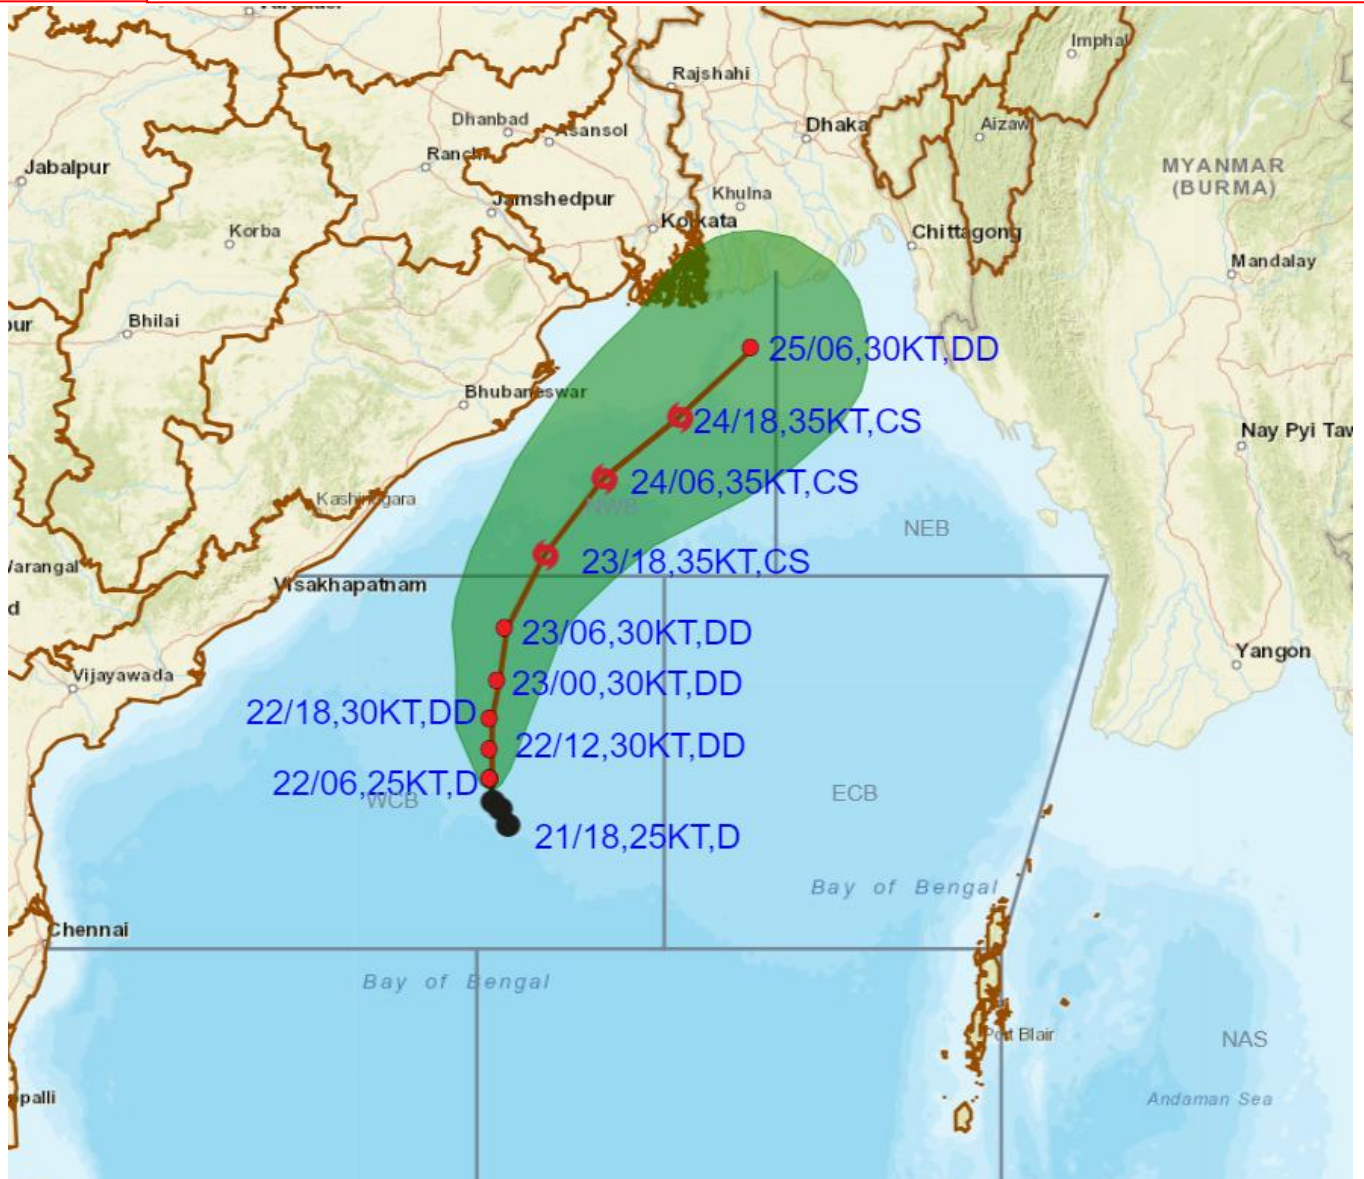 Imphal
Rajshahi
Dhanbad
Asansol
Dhaka
Aizaw
Ranchi
Jabalpur
MYANMAR
(BURMA)
Khulna
Jamshedpur
Kolkata
Korba
Chittagong
Mandalay
Bhilai
25/06,30KT,DD
Bhubaneswar
24/18,35KT,CS
Nay Pyi Taw
24/06,35KT,CS
NWB
NEB
23/18,35KT,CS
Visakhapatnam
23/06,30KT,DD
Yangon
Vijayawada
23/00,30KT,DD
22/18,30KT,DD
22/12,30KT,DD
22/06,25KT,D
WCB
ECB
21/18,25KT,D
Bay of Bengal
Chennai
Bay of Bengal
Port Blair
NAS
Andaman Sea